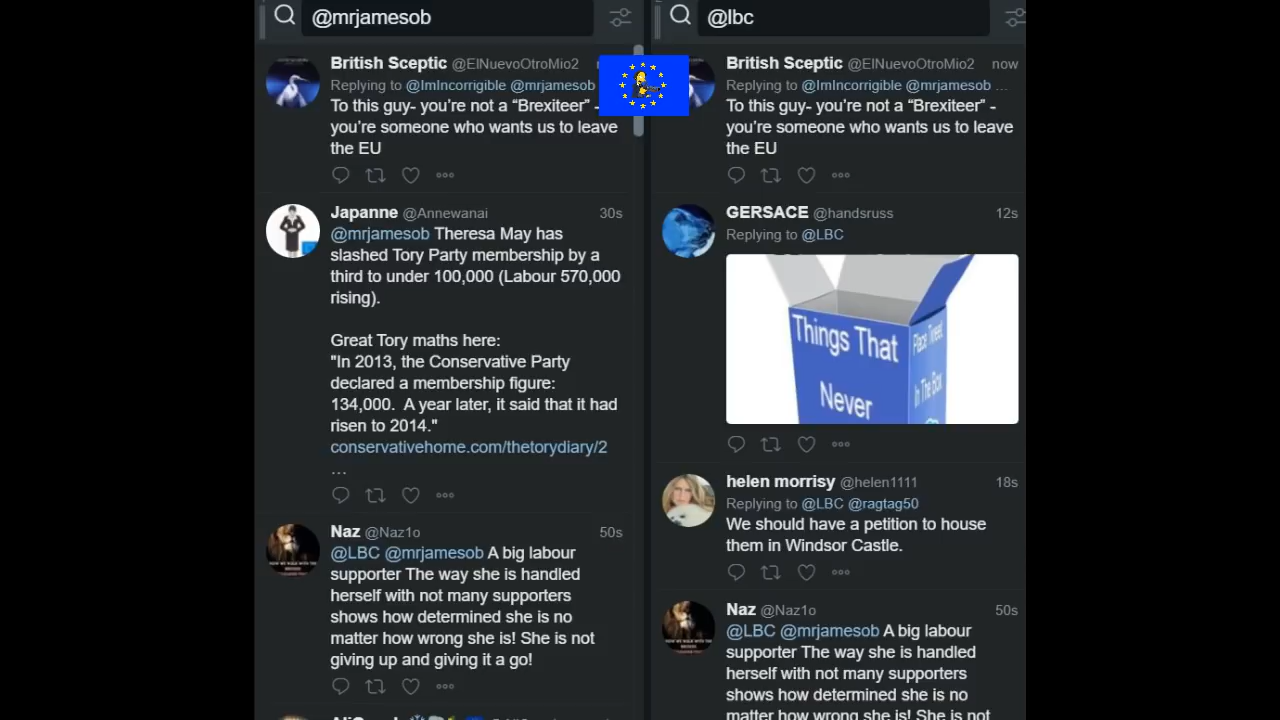 @mrjamesob
British Sceptic @ElNuevoOtroMio2
Replying to @ImIncorrigible @mrjamesob
To this guy- you're not a “Brexiteer” -
you're someone who wants us to leave
the EU
Japanne @Annewanai 30s
@mrjamesob Theresa May has
slashed Tory Party membership by a
third to under 100,000 (Labour 570,000
rising).
Great Tory maths here:
"In 2013, the Conservative Party
declared a membership figure:
134,000. A year later, it said that it had
risen to 2014."
conservativehome.com/thetorydiary/2
…
Naz @Naz1o 50s
@LBC @mrjamesob A big labour
supporter The way she is handled
herself with not many supporters
shows how determined she is no
matter how wrong she is! She is not
giving up and giving it a go!
@lbc
British Sceptic @ElNuevoOtroMio2 now
Replying to @ImIncorrigible @mrjamesob …
To this guy- you're not a “Brexiteer” -
you're someone who wants us to leave
the EU
GERSACE @handsruss 12s
Replying to @LBC
Things That
Never
Place Tweet
In The Box
helen morrisy @helen1111 18s
Replying to @LBC @ragtag50
We should have a petition to house
them in Windsor Castle.
Naz @Naz1o 50s
@LBC @mrjamesob A big labour
supporter The way she is handled
herself with not many supporters
shows how determined she is no
matter how wrong she is! She is not